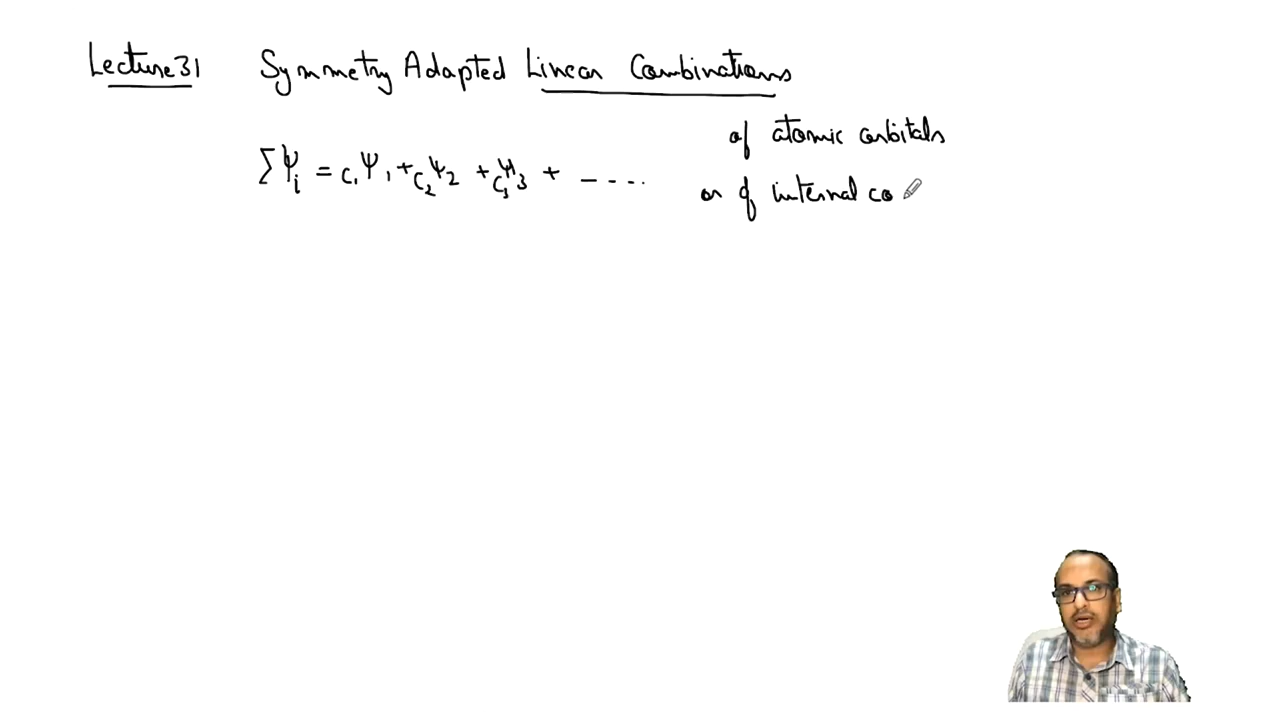 Lecture 31 Symmetry Adapted Linear Combinations
of atomic orbitals
∑ψᵢ = c₁ψ₁ + c₂ψ₂ + c₃ψ₃ + – – – –
or of internal co